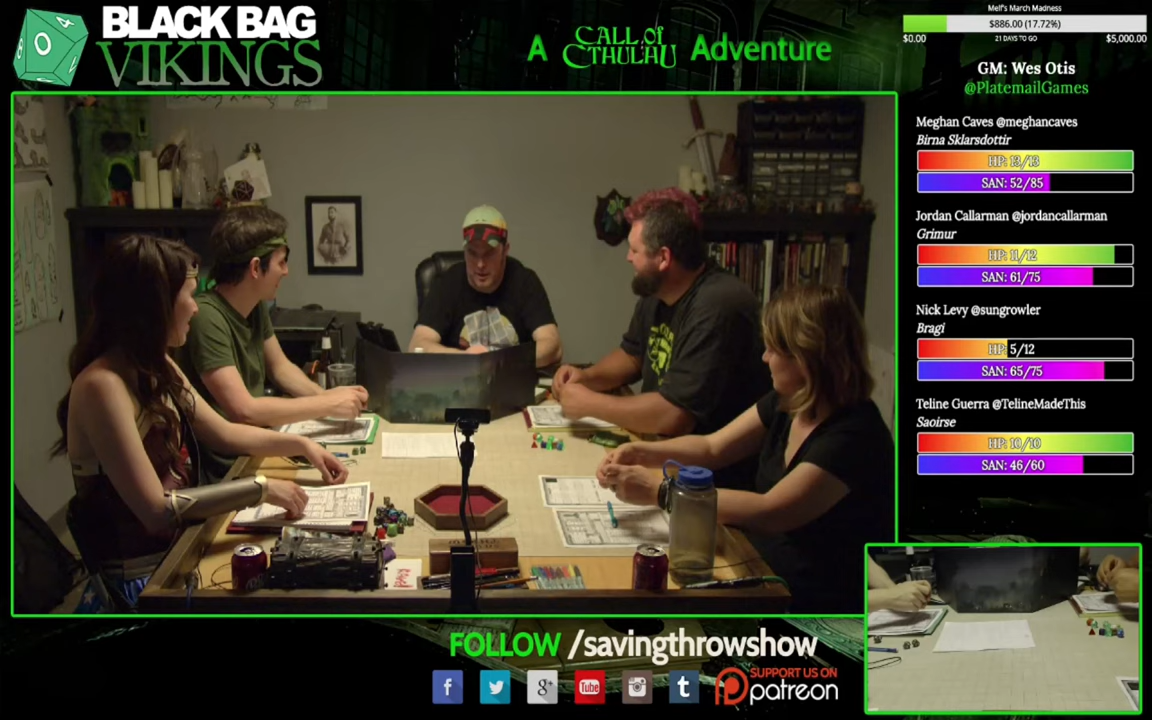 BLACK BAG
VIKINGS
A CALL of CTHULHU Adventure
Melf's March Madness
$886.00 (17.72%)
$0.00 21 DAYS TO GO $5,000.00
GM: Wes Otis
@PlatemailGames
Meghan Caves @meghancaves
Birna Sklarsdottir
HP: 13/13
SAN: 52/85
Jordan Callarman @jordancallarman
Grimur
HP: 11/12
SAN: 61/75
Nick Levy @sungrowler
Bragi
HP: 5/12
SAN: 65/75
Teline Guerra @TelineMadeThis
Saoirse
HP: 10/10
SAN: 46/60
FOLLOW /savingthrowshow
f g+ You Tube t
SUPPORT US ON
patreon